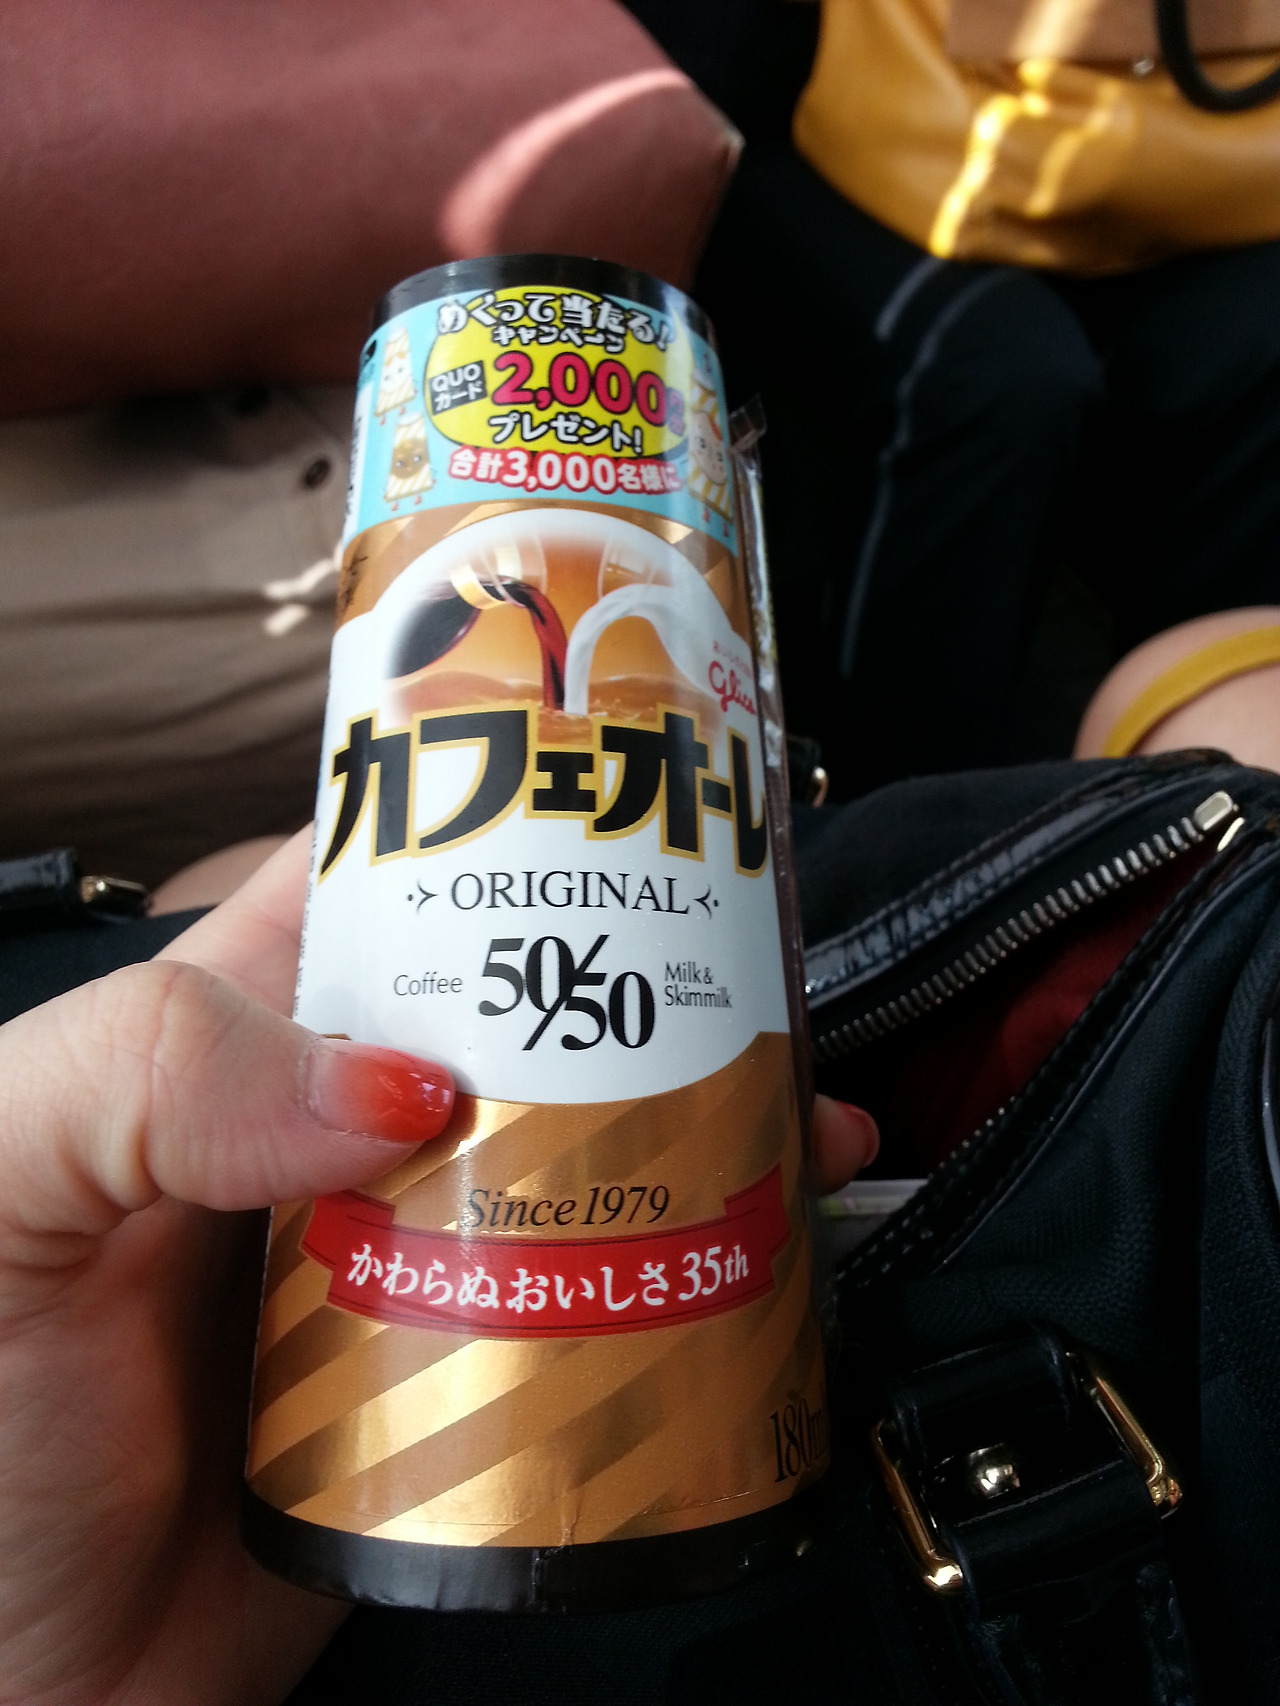 めくって当たる!
キャンペーン
QUO
カード
2,000
プレゼント!
合計3,000名様に
Glico
カフェオーレ
ORIGINAL
Coffee
50/50
Milk&
Skimmilk
Since 1979
かわらぬおいしさ35th
180ml